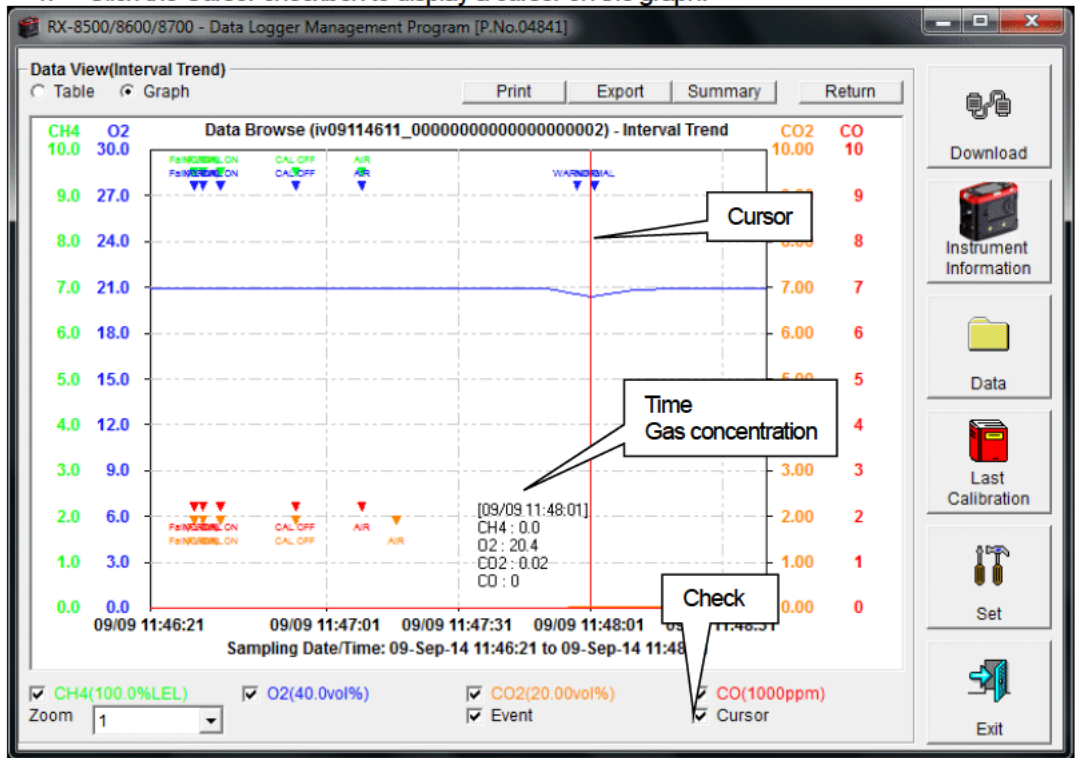 RX-8500/8600/8700 - Data Logger Management Program [P.No.04841]
Data View(Interval Trend)
Table Graph Print Export Summary Return
CH4 O2 Data Browse (iv09114611_00000000000000000002) - Interval Trend CO2 CO
10.0 30.0 10.00 10
CAL OFF AIR
CAL OFF AIR
9.0 27.0 9
Cursor
8.0 24.0 8
7.0 21.0 7.00 7
6.0 18.0 6.00 6
5.0 15.0 5
Time
Gas concentration
4.0 12.0 4
3.0 9.0 3.00 3
[09/09 11:48:01]
CH4 : 0.0
O2 : 20.4
CO2 : 0.02
CO : 0
2.0 6.0 2.00 2
CAL OFF AIR
CAL OFF AIR
1.0 3.0 1.00 1
Check
0.0 0.0 0.00 0
09/09 11:46:21 09/09 11:47:01 09/09 11:47:31 09/09 11:48:01
Sampling Date/Time: 09-Sep-14 11:46:21 to 09-Sep-14
CH4(100.0%LEL) O2(40.0vol%) CO2(20.00vol%) CO(1000ppm)
Zoom 1 Event Cursor
Download
Instrument
Information
Data
Last
Calibration
Set
Exit